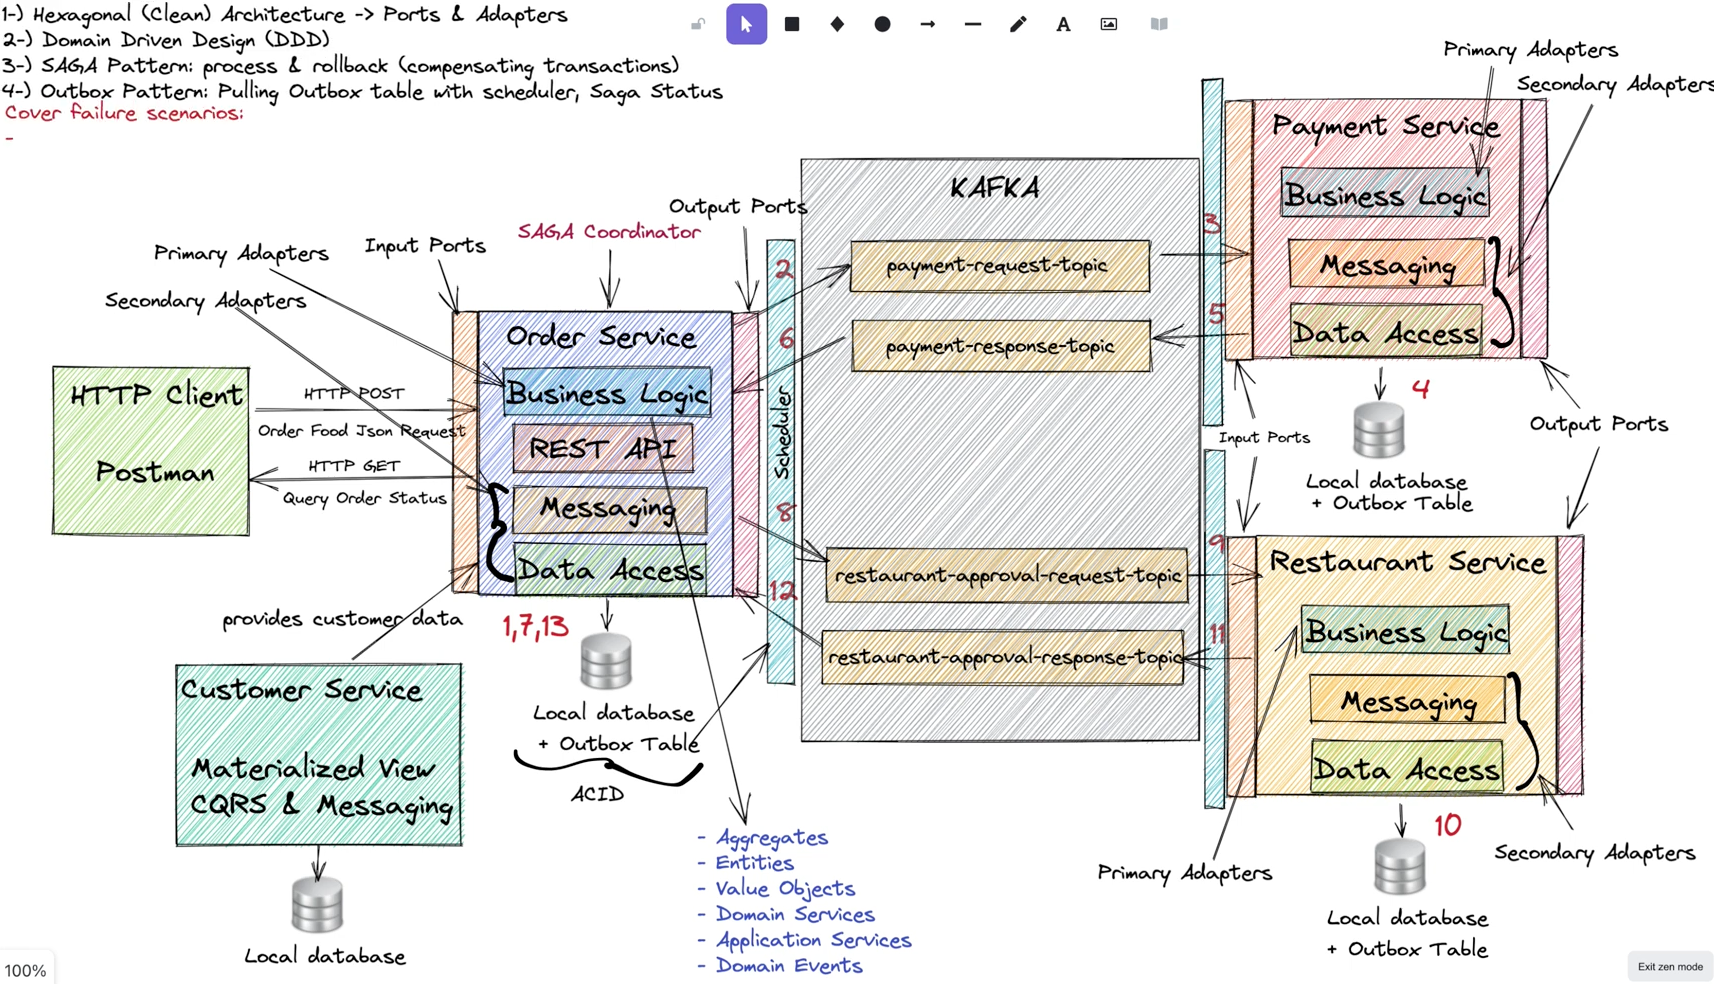 1-) Hexagonal (Clean) Architecture -> Ports & Adapters
2-) Domain Driven Design (DDD)
3-) SAGA Pattern: process & rollback (compensating transactions)
4-) Outbox Pattern: Pulling Outbox table with scheduler, Saga Status
Cover failure scenarios:
-
A
Primary Adapters
Secondary Adapters
Payment Service
Business Logic
Messaging
Data Access
3
5
4
Local database
+ Outbox Table
Input Ports
Output Ports
KAFKA
payment-request-topic
payment-response-topic
restaurant-approval-request-topic
restaurant-approval-response-topic
Output Ports
SAGA Coordinator
Input Ports
Primary Adapters
Secondary Adapters
2
6
Scheduler
8
12
Order Service
Business Logic
REST API
Messaging
Data Access
HTTP Client
Postman
HTTP POST
Order Food Json Request
HTTP GET
Query Order Status
provides customer data
1,7,13
Local database
+ Outbox Table
ACID
Customer Service
Materialized View
CQRS & Messaging
Local database
- Aggregates
- Entities
- Value Objects
- Domain Services
- Application Services
- Domain Events
9
11
Restaurant Service
Business Logic
Messaging
Data Access
10
Primary Adapters
Secondary Adapters
Local database
+ Outbox Table
100%
Exit zen mode